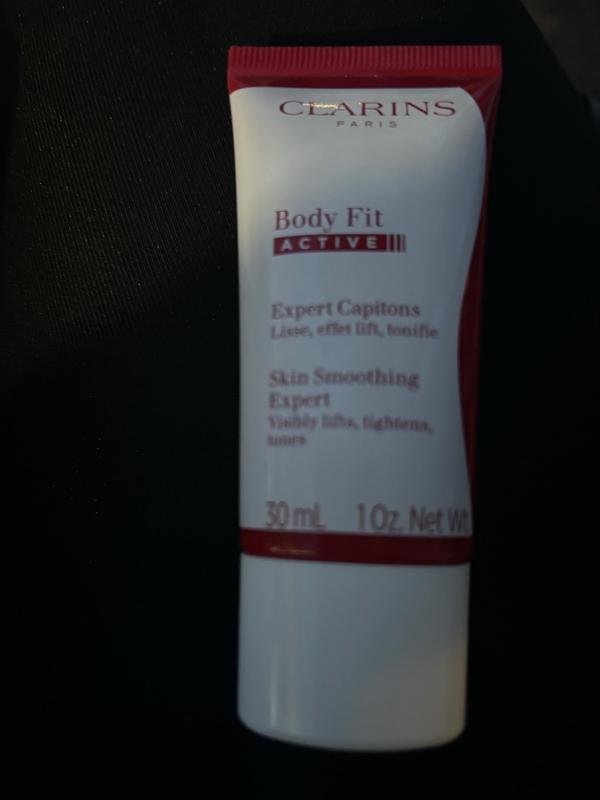 CLARINS
PARIS
Body Fit
ACTIVE
Expert Capitons
Lisse, effet lift, tonifie
Skin Smoothing
Expert
Visibly lifts, tightens,
tones
30 mL 1 Oz. Net Wt.